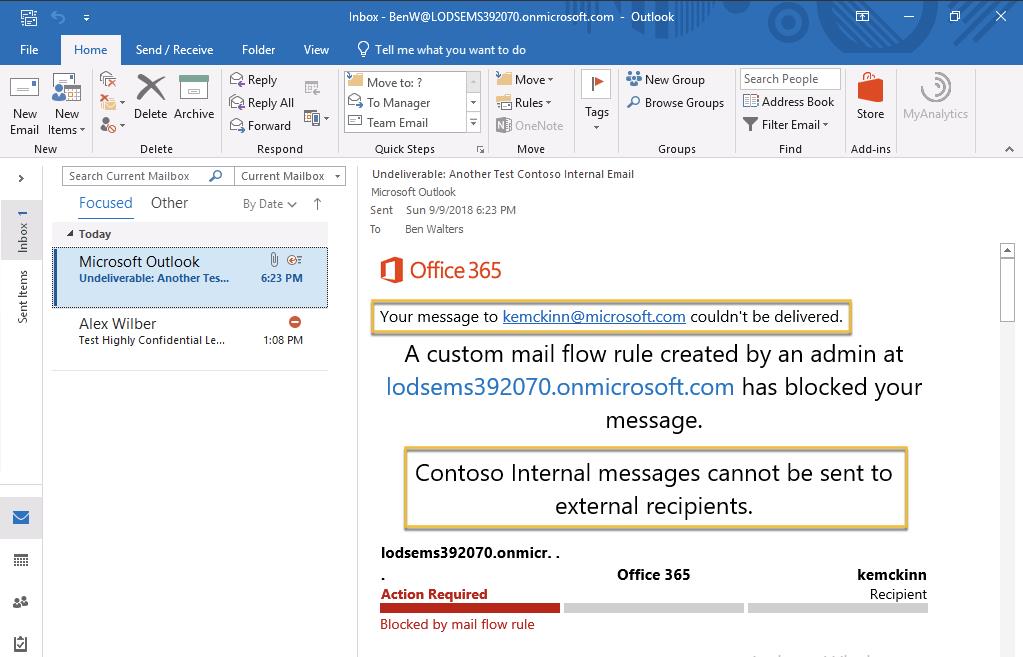 Inbox - BenW@LODSEMS392070.onmicrosoft.com - Outlook
File Home Send / Receive Folder View Tell me what you want to do
New Email
New Items
New
Delete
Archive
Delete
Reply
Reply All
Forward
Respond
Move to: ?
To Manager
Team Email
Quick Steps
Move
Rules
OneNote
Move
Tags
New Group
Browse Groups
Groups
Search People
Address Book
Filter Email
Find
Store
Add-ins
MyAnalytics
Inbox 1
Sent Items
Search Current Mailbox Current Mailbox
Focused Other By Date
Today
Microsoft Outlook
Undeliverable: Another Tes... 6:23 PM
Alex Wilber
Test Highly Confidential Le... 1:08 PM
Undeliverable: Another Test Contoso Internal Email
Microsoft Outlook
Sent Sun 9/9/2018 6:23 PM
To Ben Walters
Office 365
Your message to kemckinn@microsoft.com couldn't be delivered.
A custom mail flow rule created by an admin at
lodsems392070.onmicrosoft.com has blocked your
message.
Contoso Internal messages cannot be sent to
external recipients.
lodsems392070.onmicr. .
. Office 365 kemckinn
Action Required Recipient
Blocked by mail flow rule